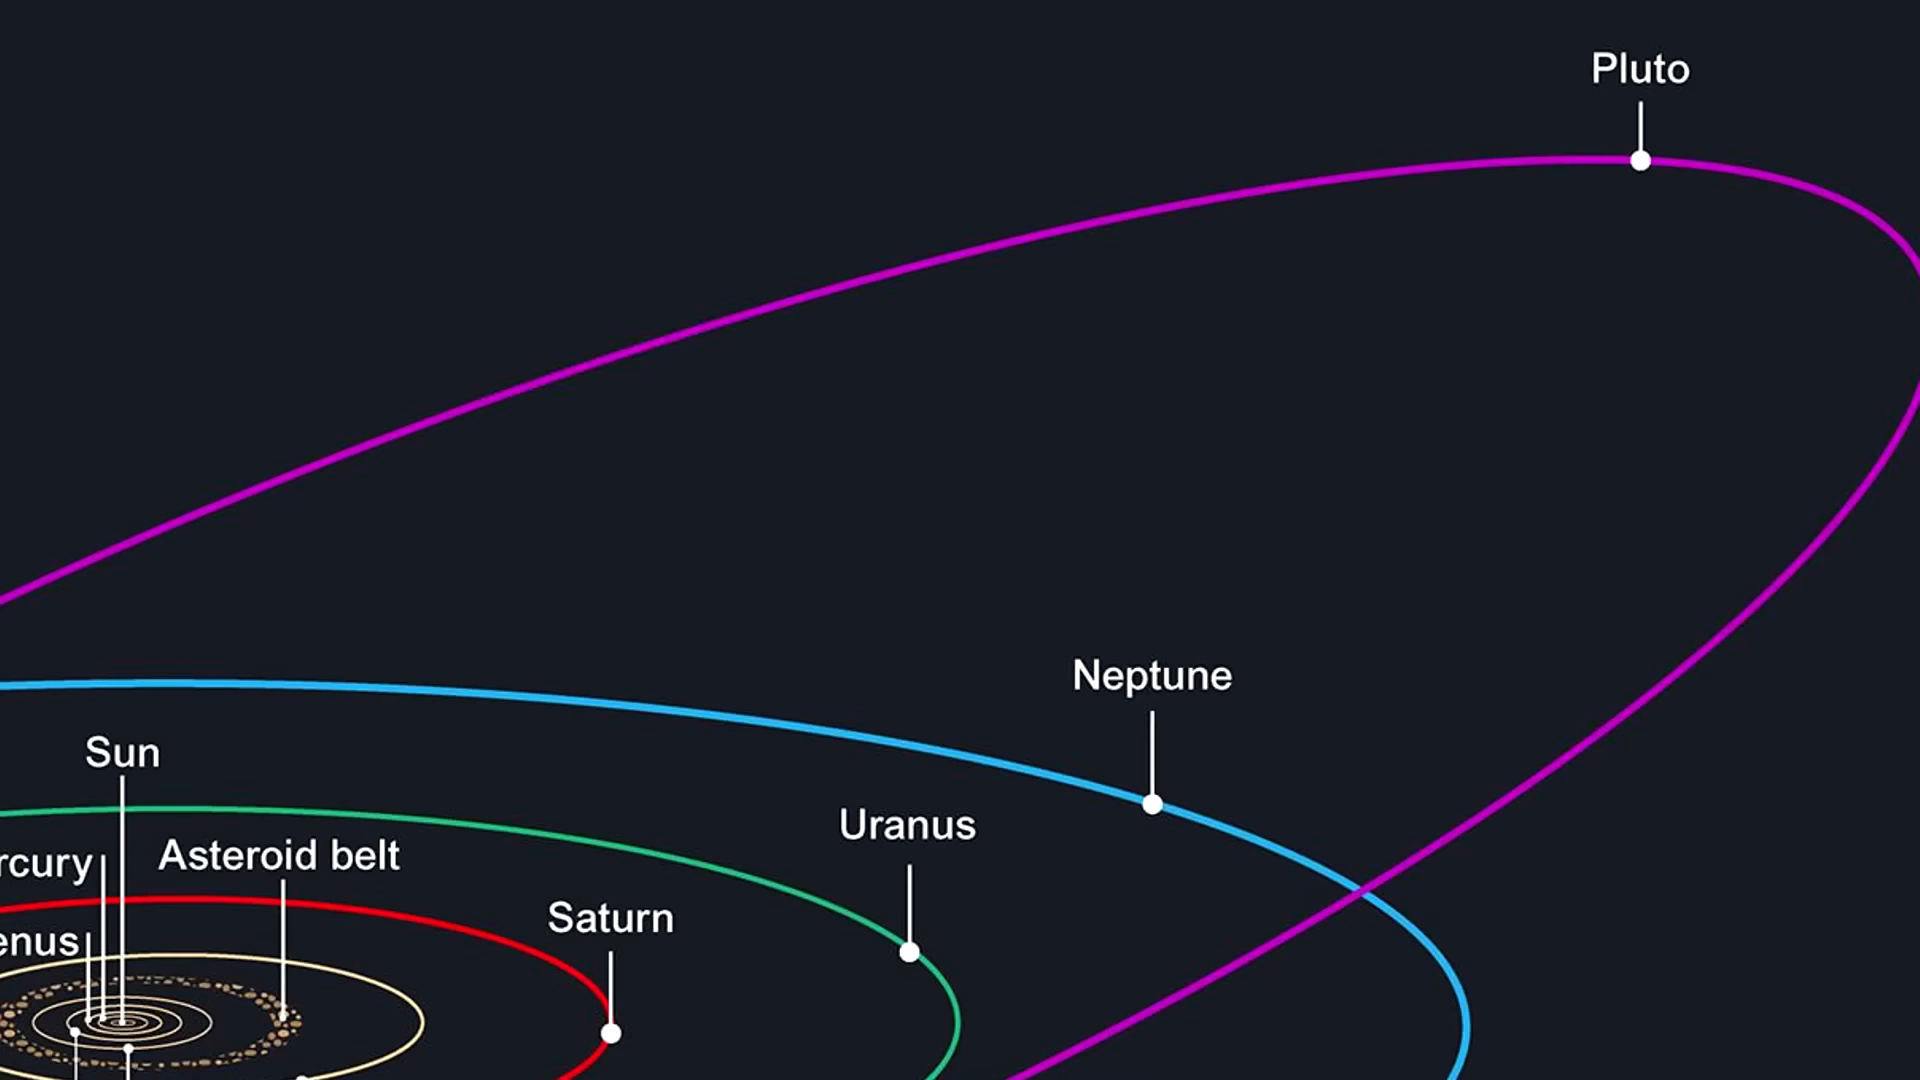 Pluto
Neptune
Sun
Uranus
rcury
Asteroid belt
Saturn
enus